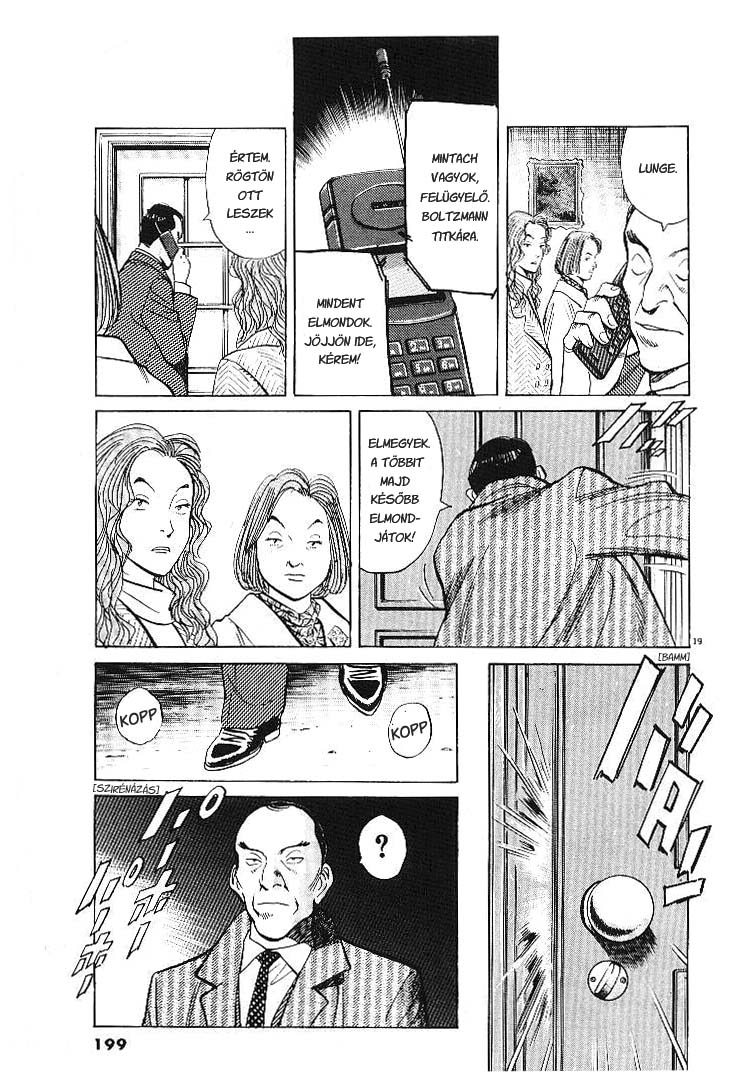 LUNGE.
MINTACH
VAGYOK,
FELÜGYELŐ.
BOLTZMANN
TITKÁRA.
MINDENT
ELMONDOK.
JÖJJÖN IDE,
KÉREM!
ÉRTEM.
RÖGTÖN
OTT
LESZEK
...
ELMEGYEK.
A TÖBBIT
MAJD
KÉSŐBB
ELMOND-
JÁTOK!
19
[BAMM]
KOPP
KOPP
[SZIRÉNÁZÁS]
?
199